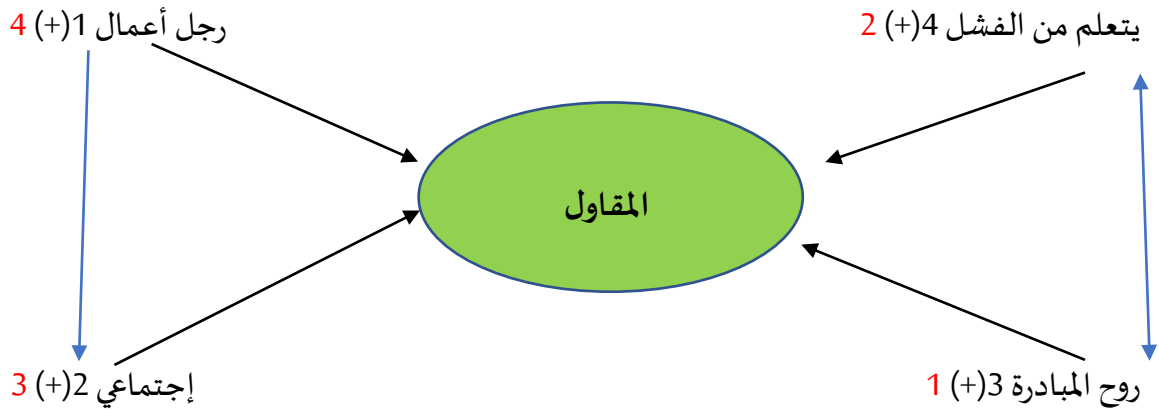 يتعلم من الفشل 4(+) 2
رجل أعمال 1(+) 4
المقاول
روح المبادرة 3(+) 1
إجتماعي 2(+) 3